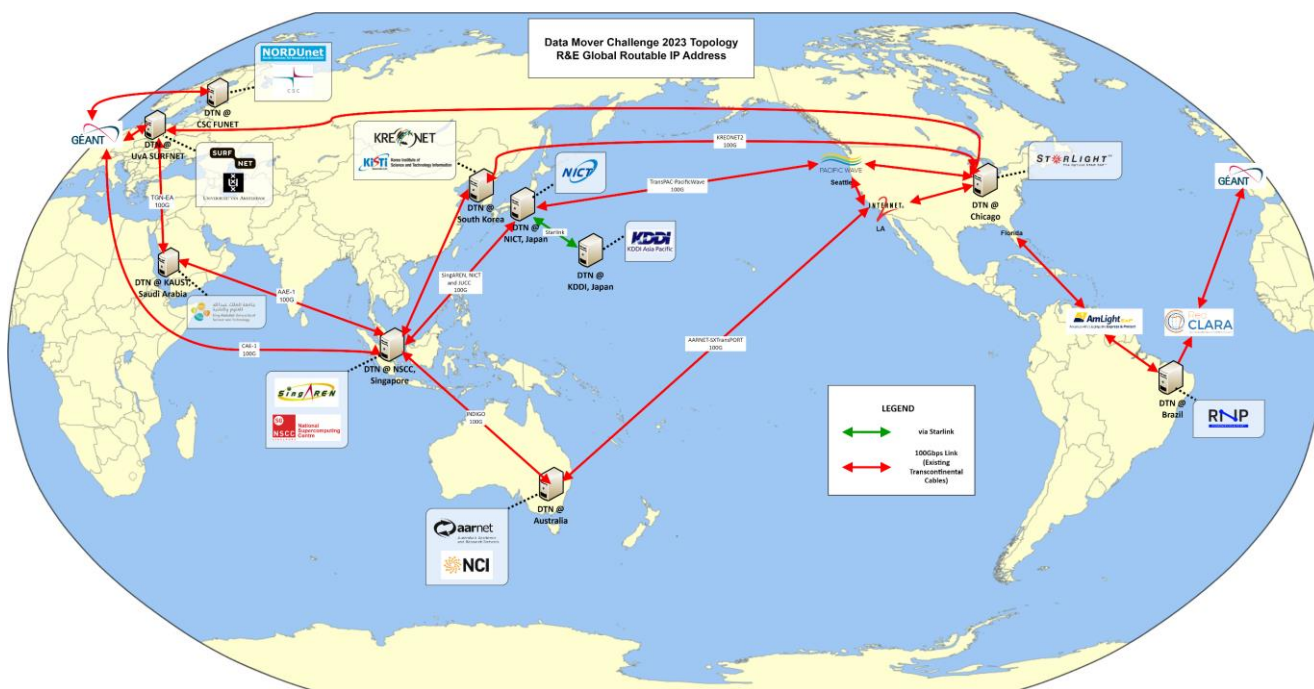 Data Mover Challenge 2023 Topology
R&E Global Routable IP Address
NORDUnet
CSC
DTN @
CSC FUNET
GÉANT
DTN @
UvA SURFNET
SURF
NET
UNIVERSITEIT VAN AMSTERDAM
KREONET
KISTI
Korea Institute of
Science and Technology Information
NICT
KREONET2
100G
PACIFIC WAVE
Seattle
STARLIGHT
GÉANT
TransPAC-PacificWave
100G
DTN @
South Korea
DTN @
NICT, Japan
Starlink
INTERNET
2
LA
DTN @
Chicago
KDDI
KDDI Asia Pacific
DTN @
KDDI, Japan
Florida
TGN-EA
100G
DTN @ KAUST,
Saudi Arabia
AAE-1
100G
SingAREN, NICT
and JUCC
100G
AmLight
CLARA
CAE-1
100G
AARNET-SXTransPORT
100G
DTN @ NSCC,
Singapore
SingAREN
NSCC
National
Supercomputing
Centre
DTN @
Brazil
RNP
INDIGO
100G
LEGEND
via Starlink
100Gbps Link
(Existing
Transcontinental
Cables)
DTN @
Australia
aarnet
NCI